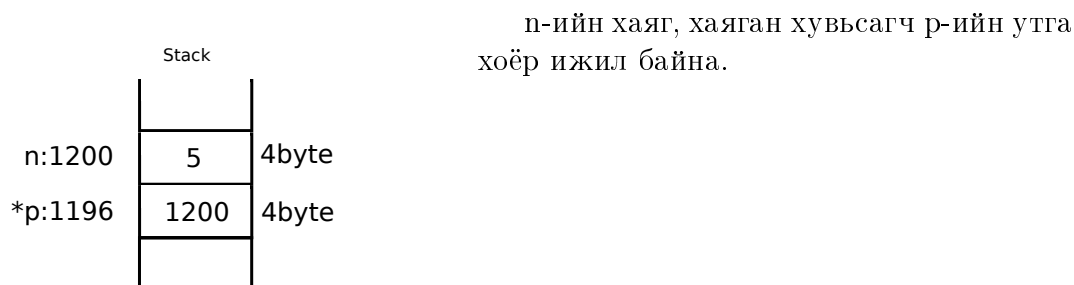 n-ийн хаяг, хаяган хувьсагч p-ийн утга
хоёр ижил байна.
Stack
n:1200 5 4byte
*p:1196 1200 4byte